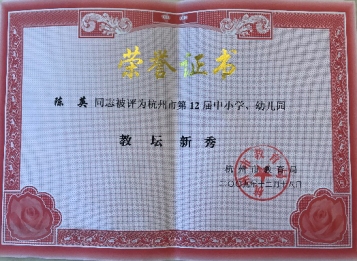 荣誉证书
陈英同志被评为杭州市第12届中小学、幼儿园
教坛新秀
杭州市教育局